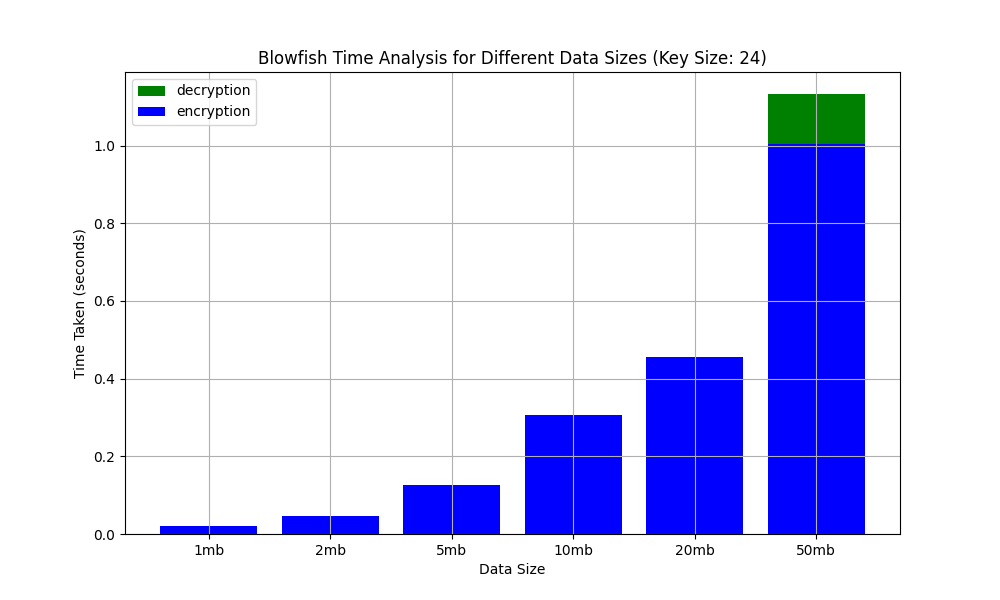 Blowfish Time Analysis for Different Data Sizes (Key Size: 24)
decryption
encryption
Time Taken (seconds)
1.0
0.8
0.6
0.4
0.2
0.0
1mb 2mb 5mb 10mb 20mb 50mb
Data Size